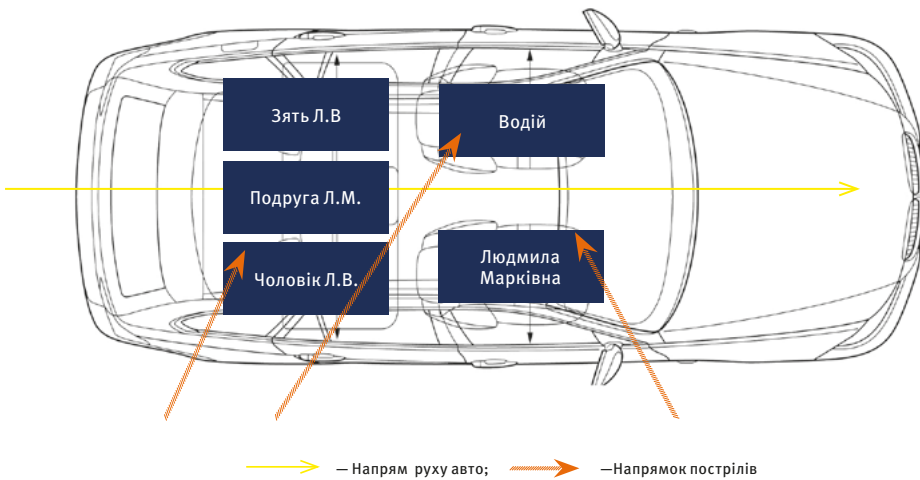 Зять Л.В
Водій
Подруга Л.М.
Чоловік Л.В.
Людмила
Марківна
— Напрям руху авто;
—Напрямок пострілів